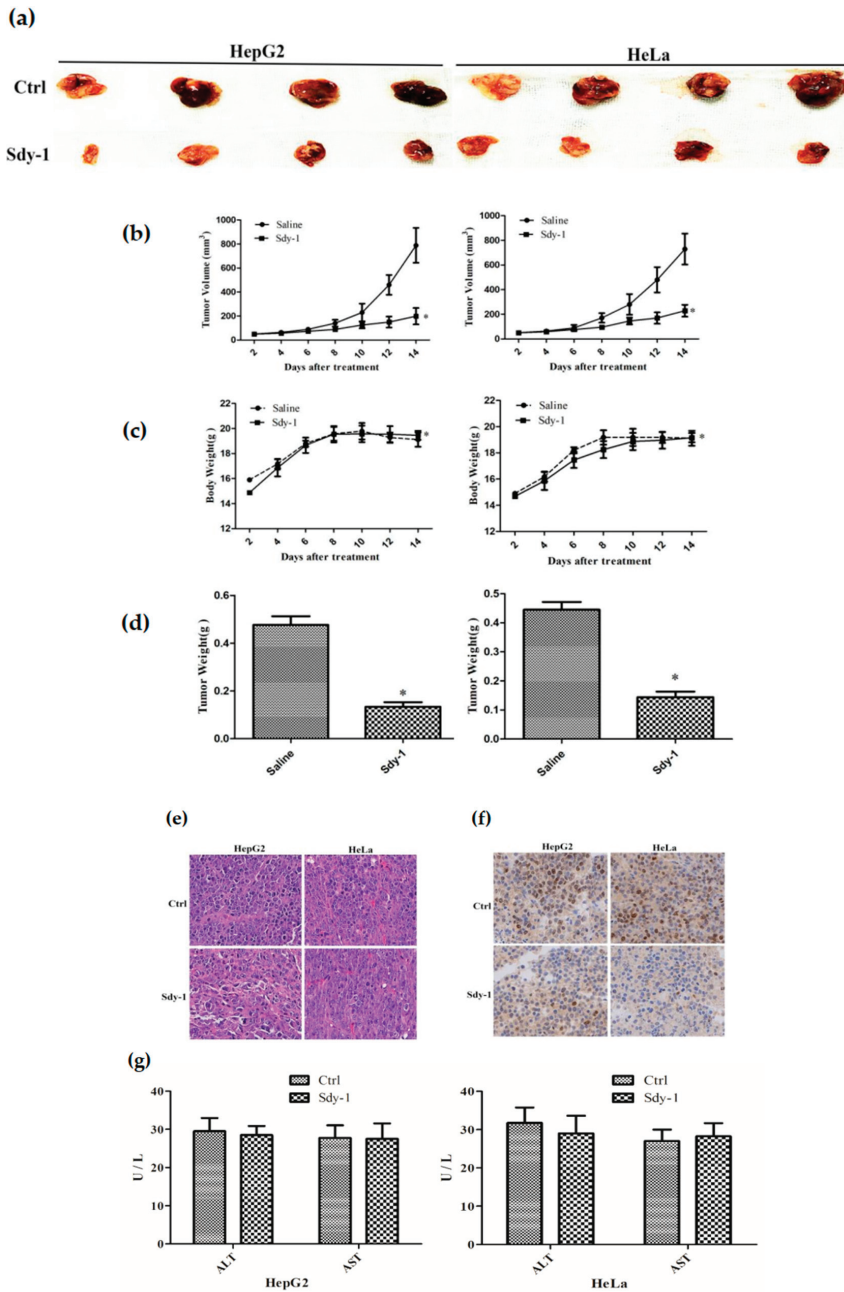 (a)
HepG2 HeLa
Ctrl
Sdy-1
(b)
1000
800
600
400
200
0
Tumor Volume (mm³)
Saline
Sdy-1
*
2 4 6 8 10 12 14
Days after treatment
1000
800
600
400
200
0
Tumor Volume (mm³)
Saline
Sdy-1
*
2 4 6 8 10 12 14
Days after treatment
(c)
22
20
18
16
14
12
Body Weight(g)
Saline
Sdy-1
*
2 4 6 8 10 12 14
Days after treatment
22
20
18
16
14
12
Body Weight(g)
Saline
Sdy-1
*
2 4 6 8 10 12 14
Days after treatment
(d)
0.6
0.4
0.2
0.0
Tumor Weight(g )
*
Saline Sdy-1
0.5
0.4
0.3
0.2
0.1
0.0
Tumor Weight(g )
*
Saline Sdy-1
(e)
HepG2 HeLa
Ctrl
Sdy-1
(f)
HepG2 HeLa
Ctrl
Sdy-1
(g)
40
30
20
10
0
U / L
Ctrl
Sdy-1
ALT AST
HepG2
40
30
20
10
0
U / L
Ctrl
Sdy-1
ALT AST
HeLa